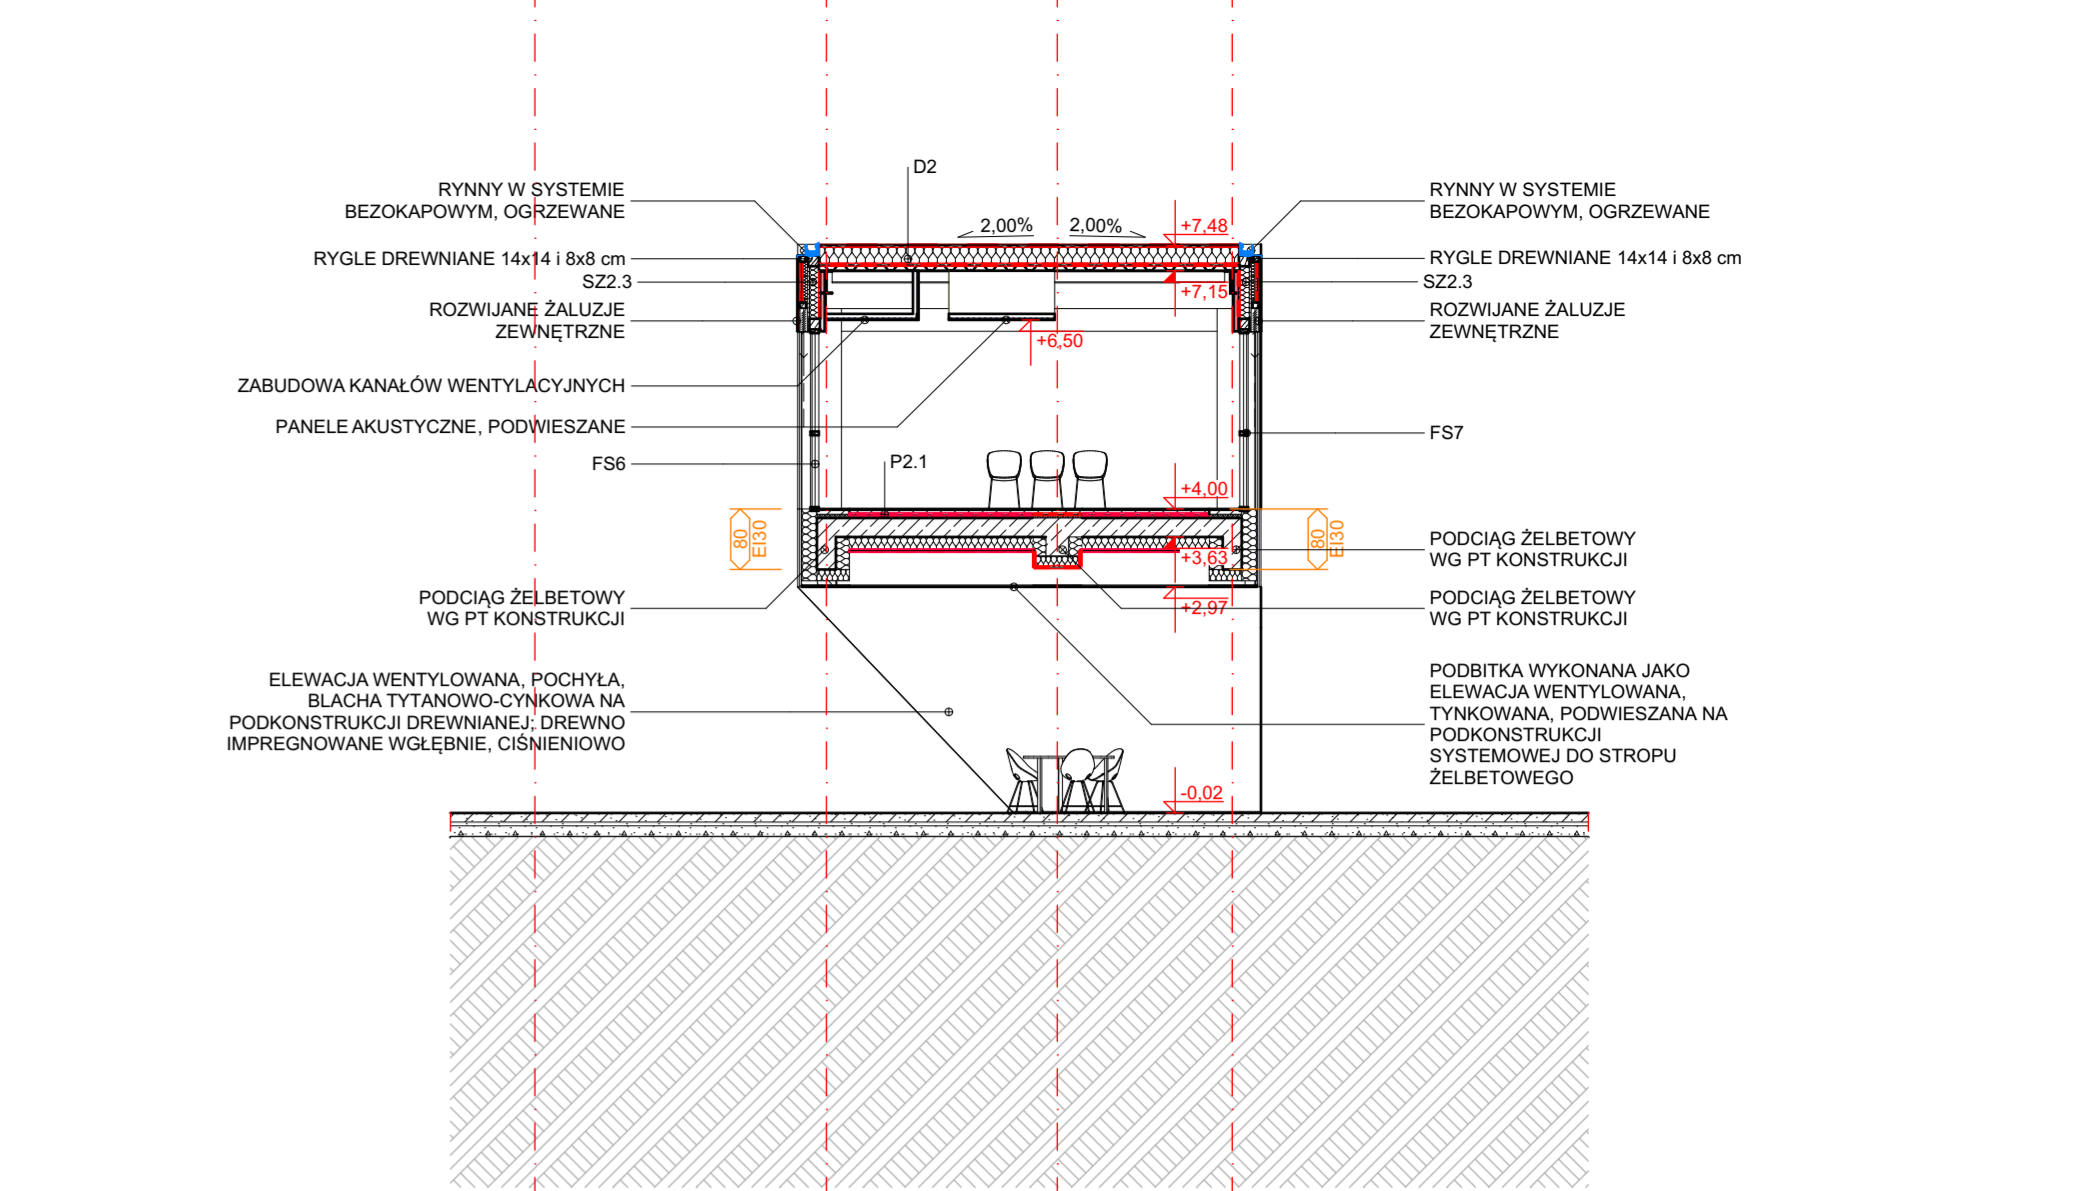 D2
RYNNY W SYSTEMIE
BEZOKAPOWYM, OGRZEWANE
RYGLE DREWNIANE 14x14 i 8x8 cm
SZ2.3
ROZWIJANE ŻALUZJE
ZEWNĘTRZNE
ZABUDOWA KANAŁÓW WENTYLACYJNYCH
PANELE AKUSTYCZNE, PODWIESZANE
FS6
P2.1
2,00%
2,00%
+7,48
+7,15
+6,50
+4,00
+3,63
+2,97
-0,02
80
EI30
80
EI30
PODCIĄG ŻELBETOWY
WG PT KONSTRUKCJI
ELEWACJA WENTYLOWANA, POCHYŁA,
BLACHA TYTANOWO-CYNKOWA NA
PODKONSTRUKCJI DREWNIANEJ; DREWNO
IMPREGNOWANE WGŁĘBNIE, CIŚNIENIOWO
RYNNY W SYSTEMIE
BEZOKAPOWYM, OGRZEWANE
RYGLE DREWNIANE 14x14 i 8x8 cm
SZ2.3
ROZWIJANE ŻALUZJE
ZEWNĘTRZNE
FS7
PODCIĄG ŻELBETOWY
WG PT KONSTRUKCJI
PODCIĄG ŻELBETOWY
WG PT KONSTRUKCJI
PODBITKA WYKONANA JAKO
ELEWACJA WENTYLOWANA,
TYNKOWANA, PODWIESZANA NA
PODKONSTRUKCJI
SYSTEMOWEJ DO STROPU
ŻELBETOWEGO